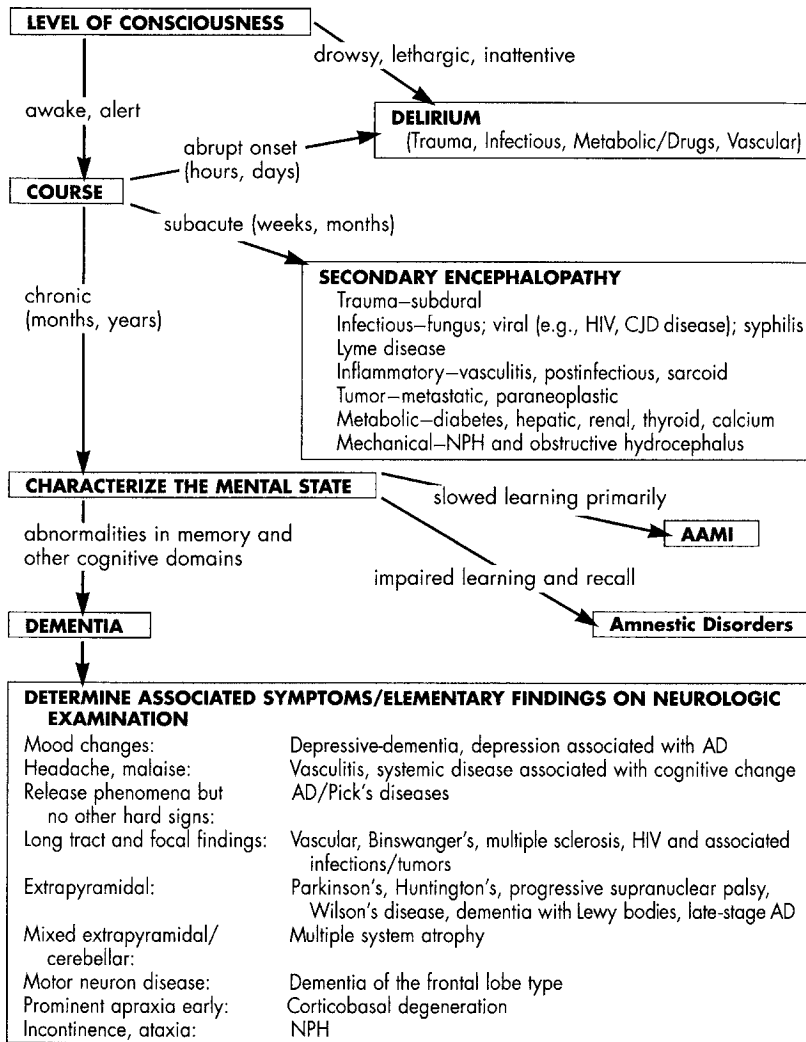 LEVEL OF CONSCIOUSNESS
drowsy, lethargic, inattentive
awake, alert
DELIRIUM
(Trauma, Infectious, Metabolic/Drugs, Vascular)
abrupt onset
(hours, days)
COURSE
subacute (weeks, months)
SECONDARY ENCEPHALOPATHY
Trauma–subdural
Infectious–fungus; viral (e.g., HIV, CJD disease); syphilis
Lyme disease
Inflammatory–vasculitis, postinfectious, sarcoid
Tumor–metastatic, paraneoplastic
Metabolic–diabetes, hepatic, renal, thyroid, calcium
Mechanical–NPH and obstructive hydrocephalus
chronic
(months, years)
CHARACTERIZE THE MENTAL STATE
slowed learning primarily
AAMI
abnormalities in memory and
other cognitive domains
impaired learning and recall
DEMENTIA
Amnestic Disorders
DETERMINE ASSOCIATED SYMPTOMS/ELEMENTARY FINDINGS ON NEUROLOGIC
EXAMINATION
Mood changes: Depressive-dementia, depression associated with AD
Headache, malaise: Vasculitis, systemic disease associated with cognitive change
Release phenomena but AD/Pick's diseases
no other hard signs:
Long tract and focal findings: Vascular, Binswanger's, multiple sclerosis, HIV and associated
infections/tumors
Extrapyramidal: Parkinson's, Huntington's, progressive supranuclear palsy,
Wilson's disease, dementia with Lewy bodies, late-stage AD
Mixed extrapyramidal/ Multiple system atrophy
cerebellar:
Motor neuron disease: Dementia of the frontal lobe type
Prominent apraxia early: Corticobasal degeneration
Incontinence, ataxia: NPH